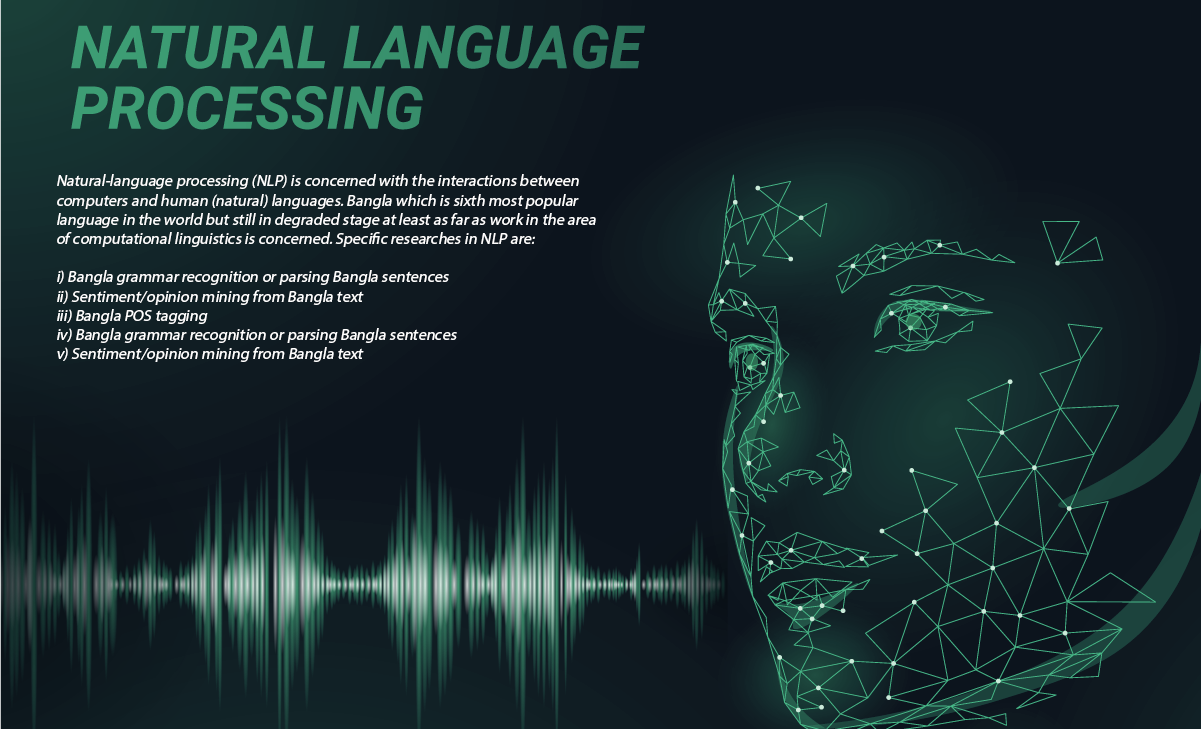 NATURAL LANGUAGE
PROCESSING
Natural-language processing (NLP) is concerned with the interactions between
computers and human (natural) languages. Bangla which is sixth most popular
language in the world but still in degraded stage at least as far as work in the area
of computational linguistics is concerned. Specific researches in NLP are:
i) Bangla grammar recognition or parsing Bangla sentences
ii) Sentiment/opinion mining from Bangla text
iii) Bangla POS tagging
iv) Bangla grammar recognition or parsing Bangla sentences
v) Sentiment/opinion mining from Bangla text